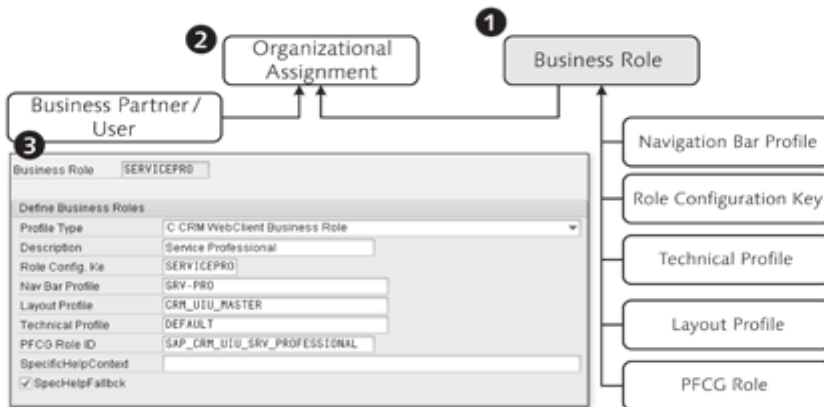 1
2
Organizational
Assignment
Business Role
Business Partner/
User
3
Business Role SERVICEPRO
Define Business Roles
Profile Type C CRM WebClient Business Role
Description Service Professional
Role Config. Ke SERVICEPRO
Nav Bar Profile SRV-PRO
Layout Profile CRM_UIU_MASTER
Technical Profile DEFAULT
PFCG Role ID SAP_CRM_UIU_SRV_PROFESSIONAL
SpecificHelpContext
SpecHelpFallbck
Navigation Bar Profile
Role Configuration Key
Technical Profile
Layout Profile
PFCG Role